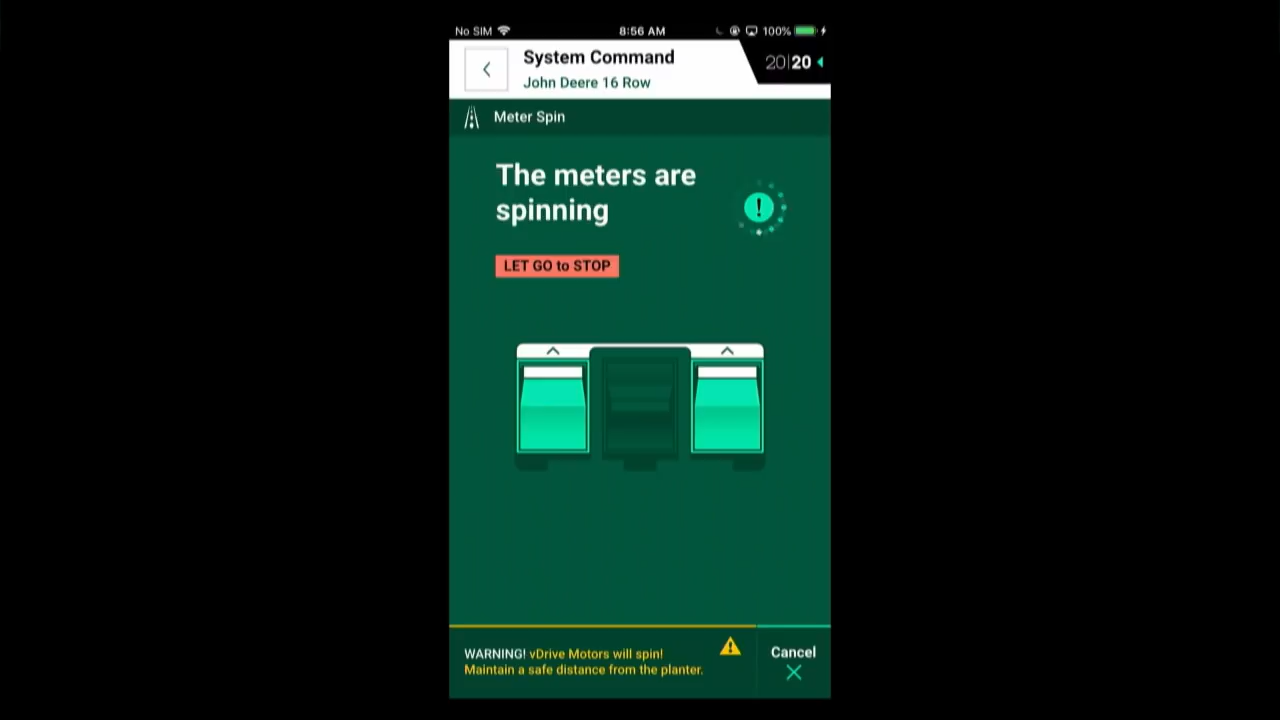 No SIM 8:56 AM 100%
System Command
20|20
John Deere 16 Row
Meter Spin
The meters are
spinning
!
LET GO to STOP
WARNING! vDrive Motors will spin!
Maintain a safe distance from the planter.
Cancel